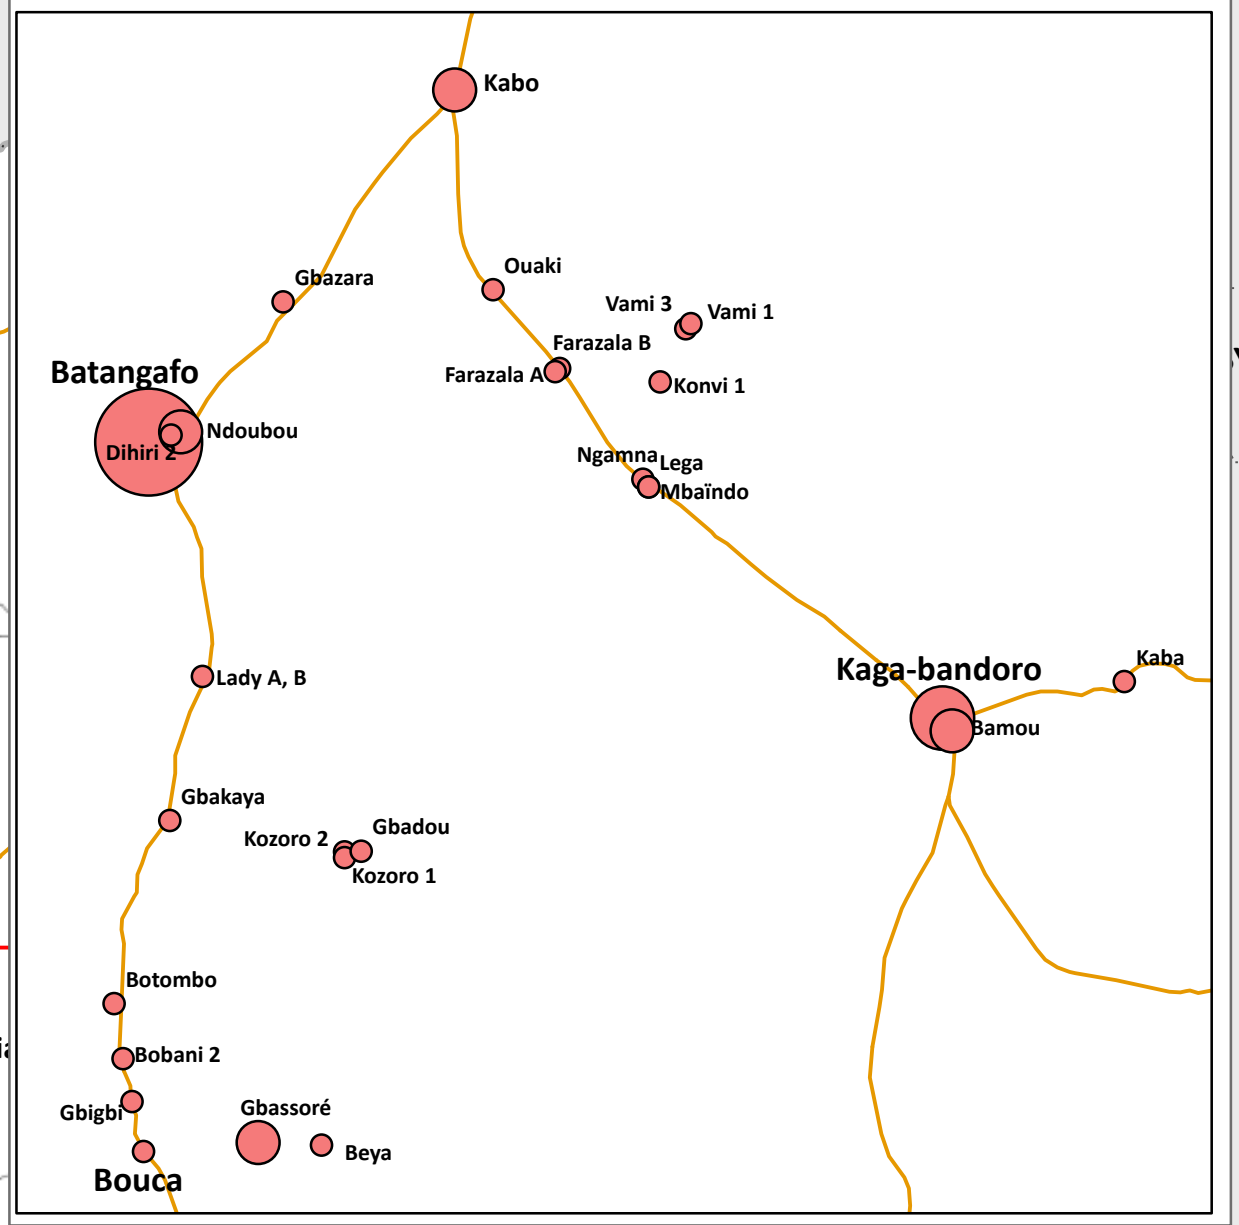 Kabo
Ouaki
Gbazara
Vami 3
Vami 1
Farazala B
Batangafo
Farazala A
Konvi 1
Ndoubou
Dihiri 2
Ngamna
Lega
Mbaïndo
Kaba
Kaga-bandoro
Lady A, B
Bamou
Gbakaya
Gbadou
Kozoro 2
Kozoro 1
Botombo
Bobani 2
Gbassoré
Gbigbi
Beya
Bouca